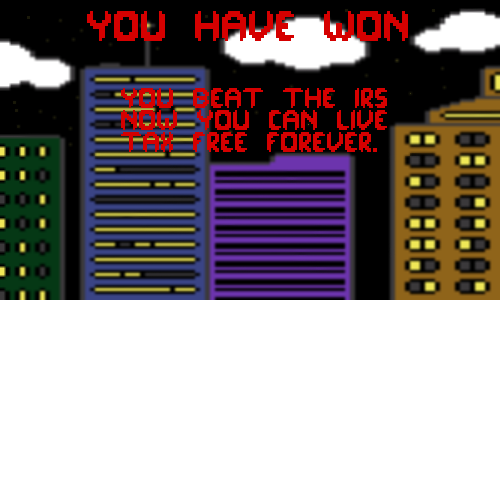 YOU HAVE WON
YOU BEAT THE IRS
NOW YOU CAN LIVE
TAX FREE FOREVER.